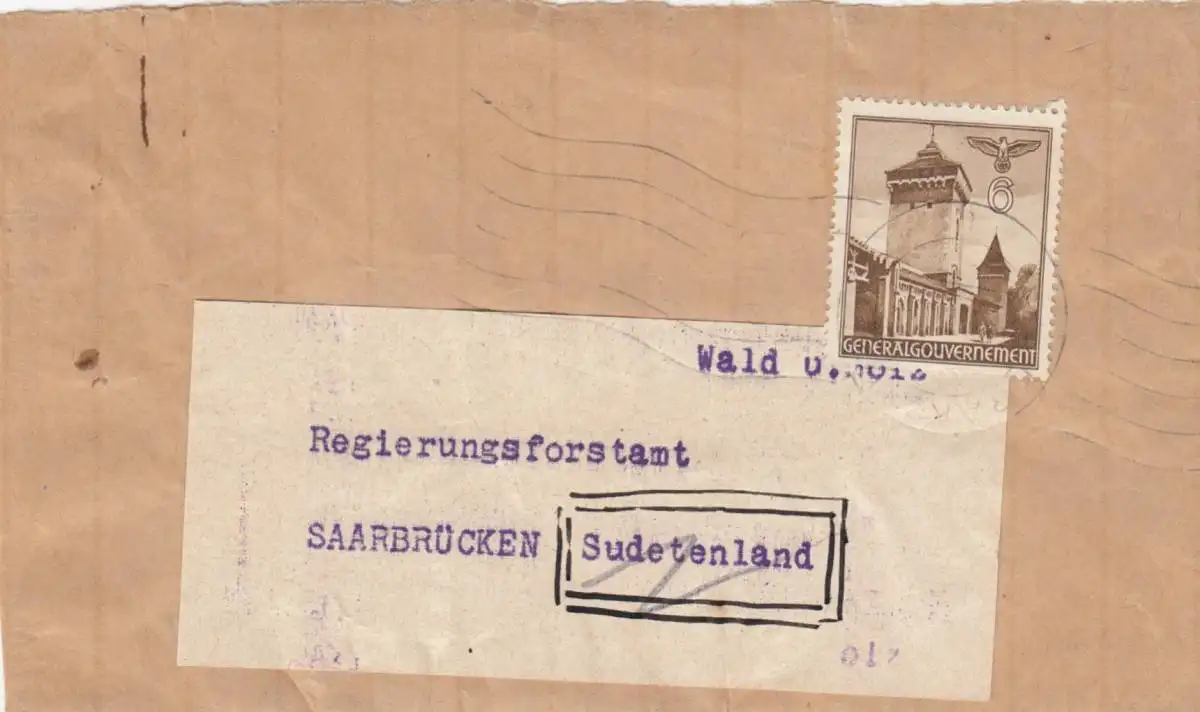 6
GENERALGOUVERNEMENT
Wald u.
Regierungsforstamt
SAARBRÜCKEN Sudetenland